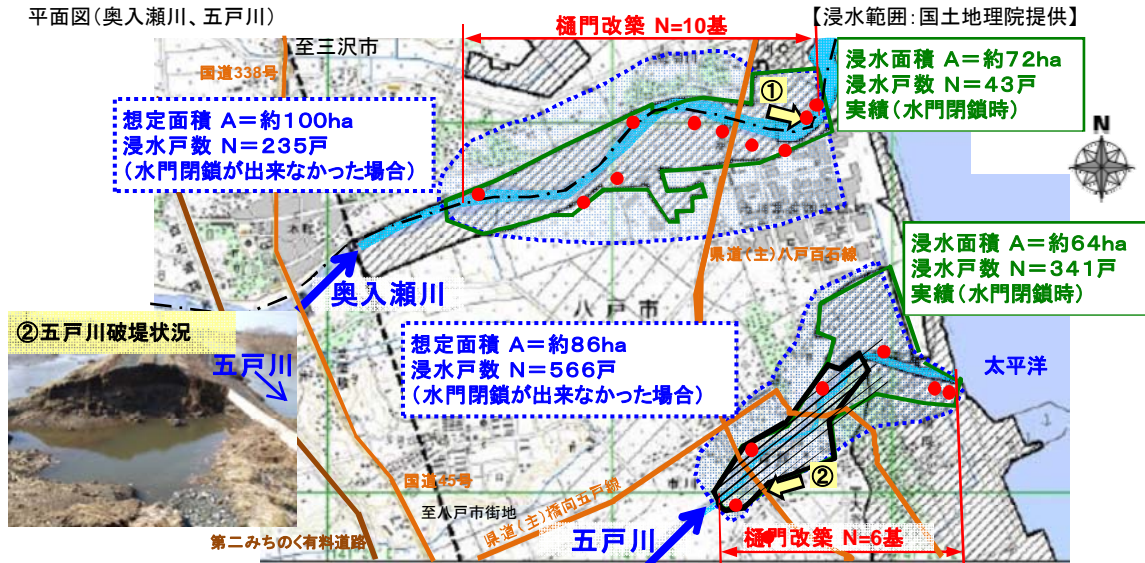 平面図(奥入瀬川、五戸川)
樋門改築 N=10基
【浸水範囲:国土地理院提供】
至三沢市
国道338号
浸水面積 A=約72ha
浸水戸数 N=43戸
実績(水門閉鎖時)
①
想定面積 A=約100ha
浸水戸数 N=235戸
(水門閉鎖が出来なかった場合)
N
浸水面積 A=約64ha
浸水戸数 N=341戸
実績(水門閉鎖時)
県道(主)八戸百石線
奥入瀬川
八戸市
②五戸川破堤状況
五戸川
想定面積 A=約86ha
浸水戸数 N=566戸
(水門閉鎖が出来なかった場合)
太平洋
②
国道45号
至八戸市街地
県道(主)橋向五戸線
五戸川
樋門改築 N=6基
第二みちのく有料道路